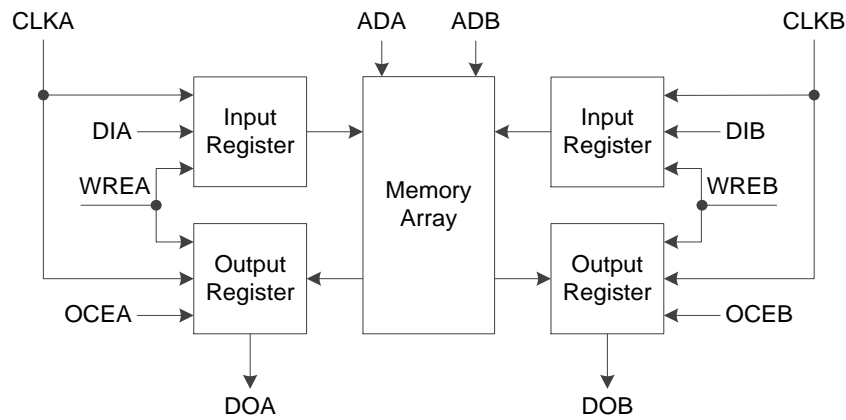 CLKA
ADA
ADB
CLKB
Input
Register
Input
Register
DIA
DIB
WREA
Memory
Array
WREB
Output
Register
Output
Register
OCEA
OCEB
DOA
DOB